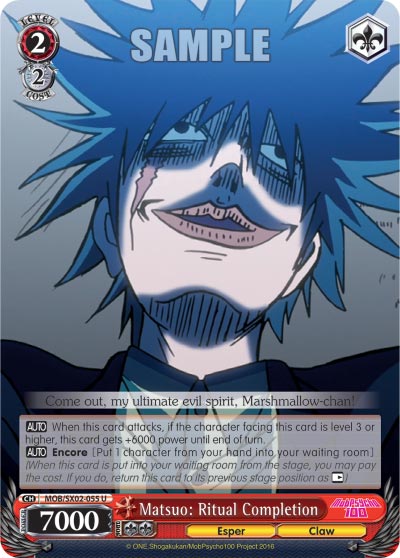 LEVEL
2
SAMPLE
2
COST
Come out, my ultimate evil spirit, Marshmallow-chan!
AUTO When this card attacks, if the character facing this card is level 3 or
higher, this card gets +6000 power until end of turn.
AUTO Encore [Put 1 character from your hand into your waiting room]
(When this card is put into your waiting room from the stage, you may pay
the cost. If you do, return this card to its previous stage position as
CH MOB/SX02-055 U
POWER 7000
Matsuo: Ritual Completion
MobPsycho
100
Esper Claw
© ONE,Shogakukan/"MobPsycho 100" Project 2016